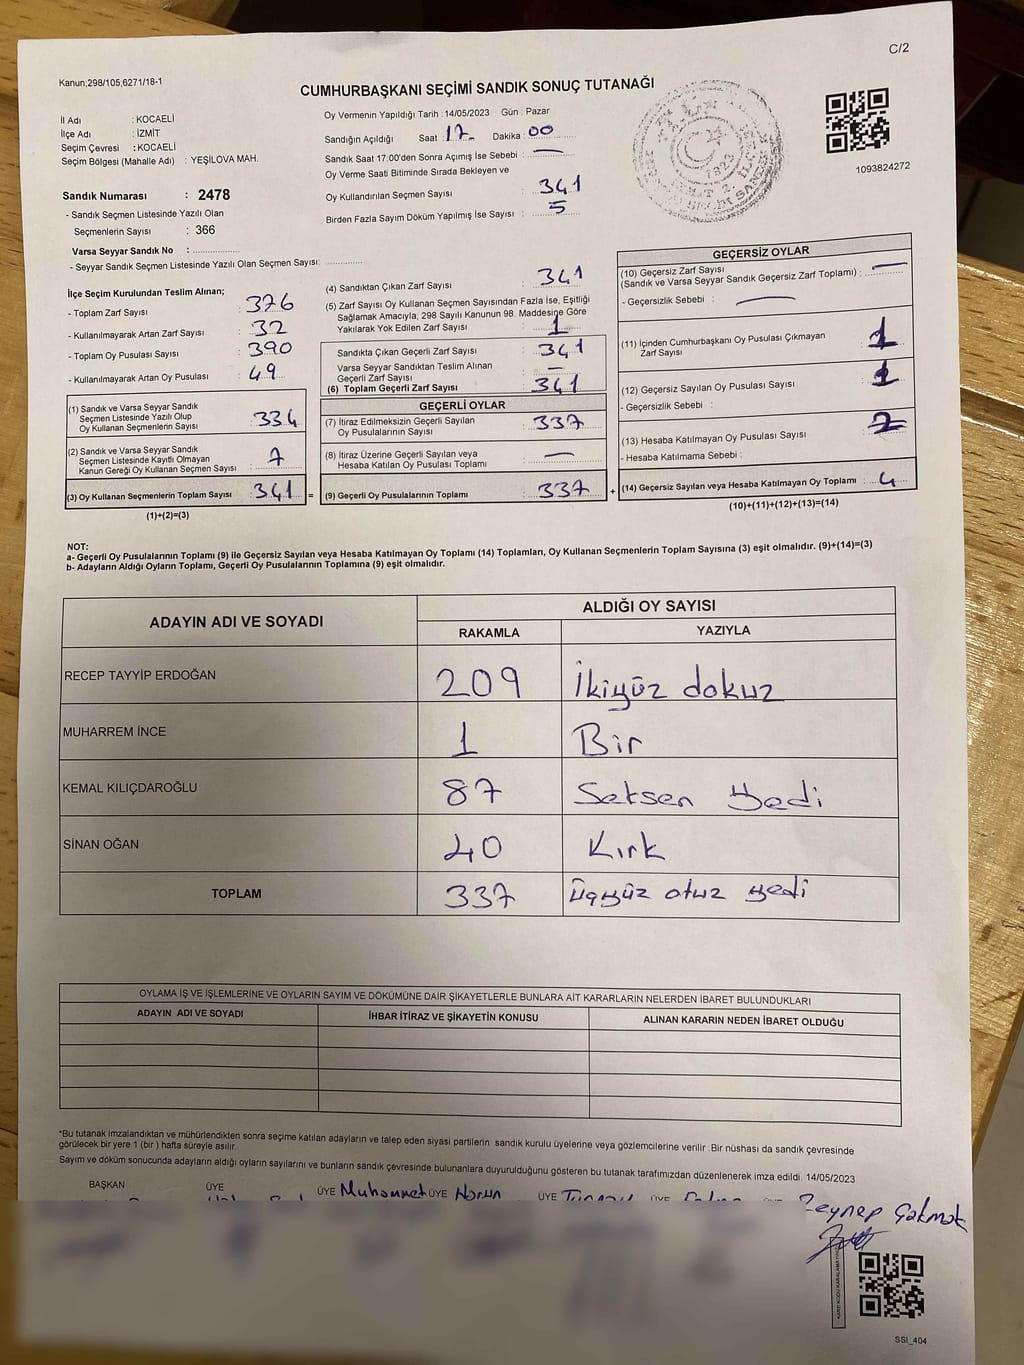 C/2
Kanun;298/105;6271/18-1
CUMHURBAŞKANI SEÇİMİ SANDIK SONUÇ TUTANAĞI
İl Adı : KOCAELİ
İlçe Adı : İZMİT
Seçim Çevresi : KOCAELİ
Seçim Bölgesi (Mahalle Adı) : YEŞİLOVA MAH.
Sandık Numarası : 2478
- Sandık Seçmen Listesinde Yazılı Olan
Seçmenlerin Sayısı : 366
Varsa Seyyar Sandık No : ..............
- Seyyar Sandık Seçmen Listesinde Yazılı Olan Seçmen Sayısı: ..........
Oy Vermenin Yapıldığı Tarih : 14/05/2023 Gün : Pazar
Sandığın Açıldığı Saat 17 Dakika : 00
Sandık Saat 17:00'den Sonra Açımış İse Sebebi : —
Oy Verme Saati Bitiminde Sırada Bekleyen ve
Oy Kullandırılan Seçmen Sayısı : 341
Birden Fazla Sayım Döküm Yapılmış İse Sayısı : 5
1093824272
1923
İlçe Seçim Kurulundan Teslim Alınan;
- Toplam Zarf Sayısı : 376
- Kullanılmayarak Artan Zarf Sayısı : 32
- Toplam Oy Pusulası Sayısı : 390
- Kullanılmayarak Artan Oy Pusulası : 49
(1) Sandık ve Varsa Seyyar Sandık
Seçmen Listesinde Yazılı Olup
Oy Kullanan Seçmenlerin Sayısı : 334
(2) Sandık ve Varsa Seyyar Sandık
Seçmen Listesinde Kayıtlı Olmayan
Kanun Gereği Oy Kullanan Seçmen Sayısı : 7
(3) Oy Kullanan Seçmenlerin Toplam Sayısı : 341 =
(1)+(2)=(3)
(4) Sandıktan Çıkan Zarf Sayısı : 341
(5) Zarf Sayısı Oy Kullanan Seçmen Sayısından Fazla İse, Eşitliği
Sağlamak Amacıyla; 298 Sayılı Kanunun 98. Maddesine Göre
Yakılarak Yok Edilen Zarf Sayısı : 1
Sandıkta Çıkan Geçerli Zarf Sayısı : 341
Varsa Seyyar Sandıktan Teslim Alınan
Geçerli Zarf Sayısı : —
(6) Toplam Geçerli Zarf Sayısı : 341
GEÇERLİ OYLAR
(7) İtiraz Edilmeksizin Geçerli Sayılan
Oy Pusulalarının Sayısı : 337
(8) İtiraz Üzerine Geçerli Sayılan veya
Hesaba Katılan Oy Pusulası Toplamı : —
(9) Geçerli Oy Pusulalarının Toplamı : 337 +
GEÇERSİZ OYLAR
(10) Geçersiz Zarf Sayısı
(Sandık ve Varsa Seyyar Sandık Geçersiz Zarf Toplamı) : —
- Geçersizlik Sebebi : —
(11) İçinden Cumhurbaşkanı Oy Pusulası Çıkmayan
Zarf Sayısı : 1
(12) Geçersiz Sayılan Oy Pusulası Sayısı : 1
- Geçersizlik Sebebi :
(13) Hesaba Katılmayan Oy Pusulası Sayısı : 2
- Hesaba Katılmama Sebebi :
(14) Geçersiz Sayılan veya Hesaba Katılmayan Oy Toplamı : 4
(10)+(11)+(12)+(13)=(14)
NOT:
a- Geçerli Oy Pusulalarının Toplamı (9) ile Geçersiz Sayılan veya Hesaba Katılmayan Oy Toplamı (14) Toplamları, Oy Kullanan Seçmenlerin Toplam Sayısına (3) eşit olmalıdır. (9)+(14)=(3)
b- Adayların Aldığı Oyların Toplamı, Geçerli Oy Pusulalarının Toplamına (9) eşit olmalıdır.
ADAYIN ADI VE SOYADI ALDIĞI OY SAYISI
RAKAMLA YAZIYLA
RECEP TAYYİP ERDOĞAN 209 İkiyüz dokuz
MUHARREM İNCE 1 Bir
KEMAL KILIÇDAROĞLU 87 Seksen Yedi
SİNAN OĞAN 40 Kırk
TOPLAM 337 üçyüz otuz yedi
OYLAMA İŞ VE İŞLEMLERİNE VE OYLARIN SAYIM VE DÖKÜMÜNE DAİR ŞİKAYETLERLE BUNLARA AİT KARARLARIN NELERDEN İBARET BULUNDUKLARI
ADAYIN ADI VE SOYADI İHBAR İTİRAZ VE ŞİKAYETİN KONUSU ALINAN KARARIN NEDEN İBARET OLDUĞU
*Bu tutanak imzalandıktan ve mühürlendikten sonra seçime katılan adayların ve talep eden siyasi partilerin sandık kurulu üyelerine veya gözlemcilerine verilir. Bir nüshası da sandık çevresinde
görülecek bir yere 1 (bir) hafta süreyle asılır.
Sayım ve döküm sonucunda adayların aldığı oyların sayılarını ve bunların sandık çevresinde bulunanlara duyurulduğunu gösteren bu tutanak tarafımızdan düzenlenerek imza edildi. 14/05/2023
BAŞKAN ÜYE ÜYE Muhammet ÜYE Harun ÜYE ÜYE
Zeynep Çakmak
SSI_404